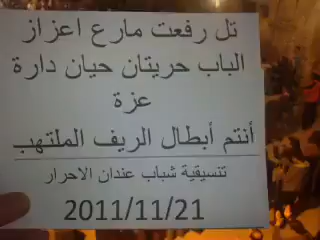 تل رفعت مارع اعزاز
الباب حريتان حيان دارة
عزة
أنتم أبطال الريف الملتهب
تنسيقية شباب عندان الاحرار
2011/11/21